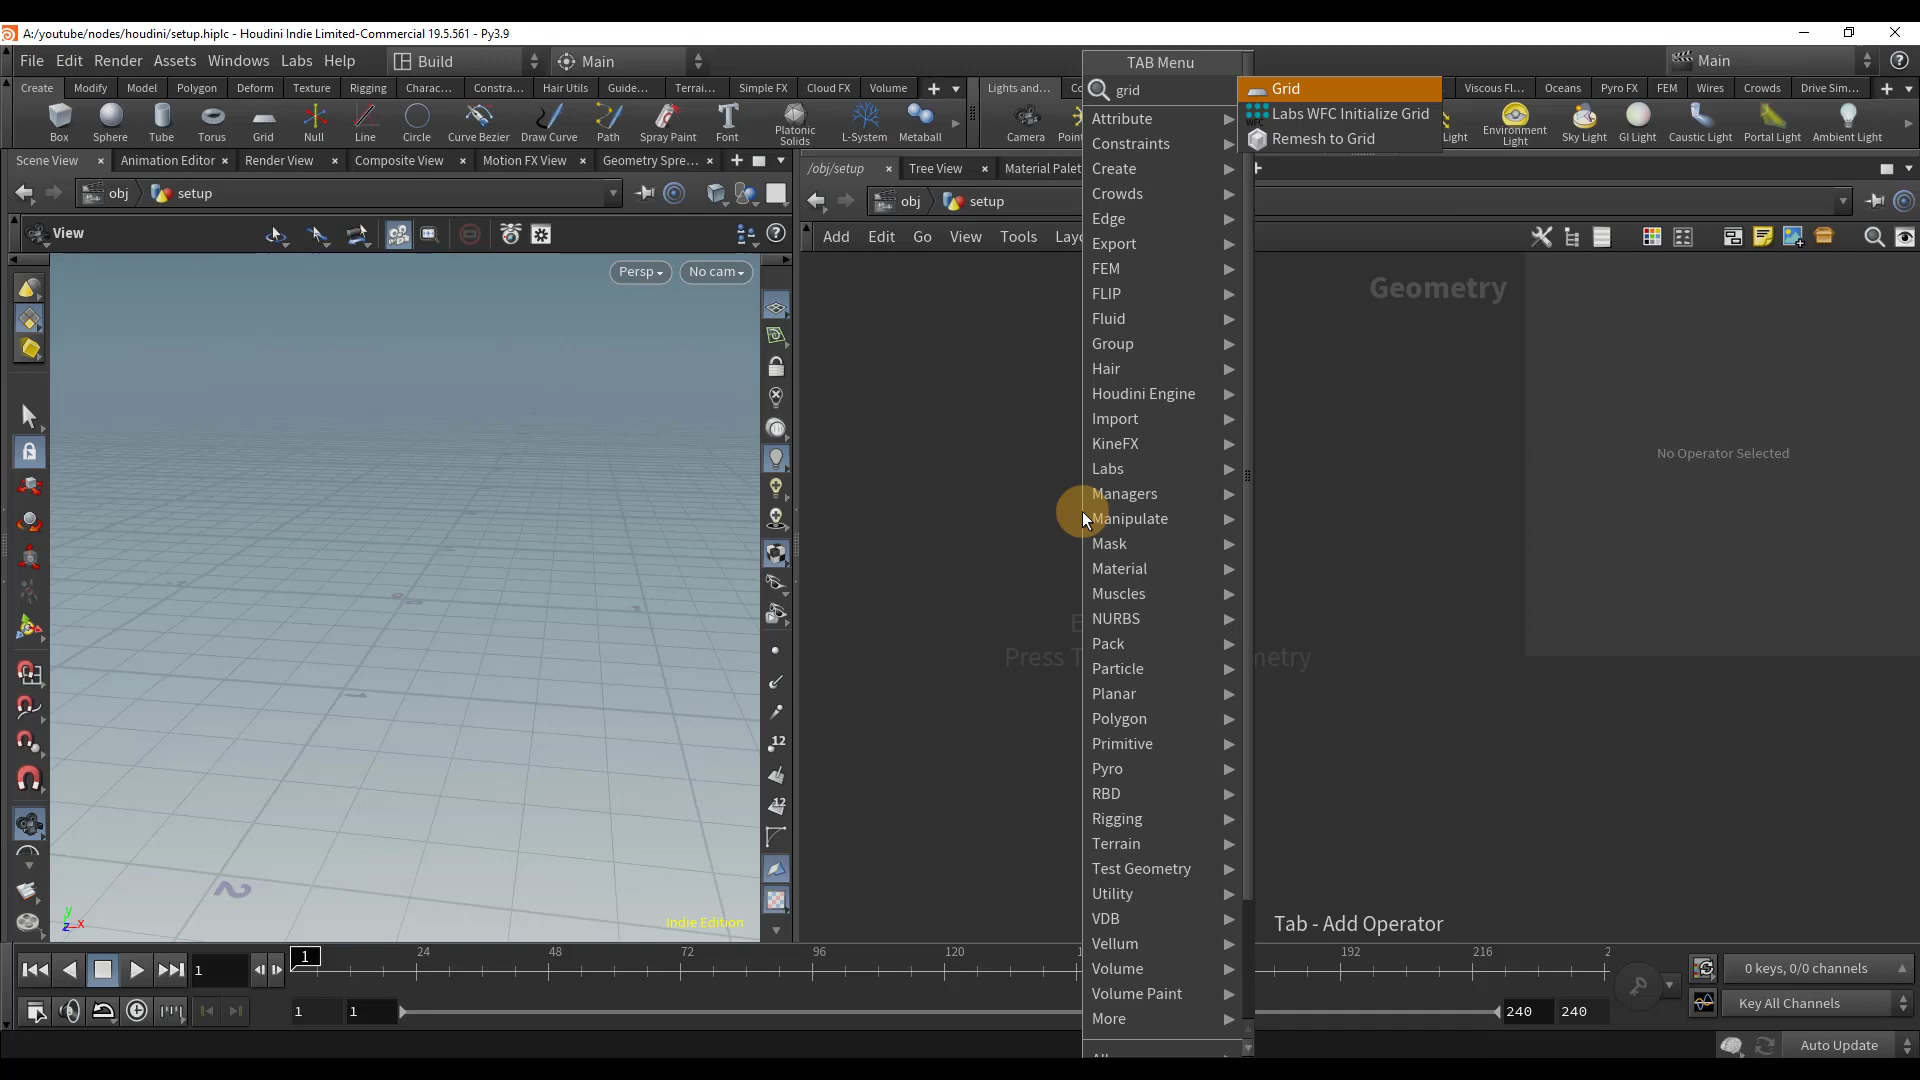 A:/youtube/nodes/houdini/setup.hiplc - Houdini Indie Limited-Commercial 19.5.561 - Py3.9
File Edit Render Assets Windows Labs Help Build Main Main
Create Modify Model Polygon Deform Texture Rigging Charac... Constra... Hair Utils Guide... Terrai... Simple FX Cloud FX Volume Lights and... Viscous Fl... Oceans Pyro FX FEM Wires Crowds Drive Sim...
Box Sphere Tube Torus Grid Null Line Circle Curve Bezier Draw Curve Path Spray Paint Font Platonic Solids L-System Metaball Camera Light Environment Light Sky Light GI Light Caustic Light Portal Light Ambient Light
Scene View Animation Editor Render View Composite View Motion FX View Geometry Spre... /obj/setup Tree View Material Palet
obj setup obj setup
View Add Edit Go View Tools
Persp No cam
Geometry
No Operator Selected
Indie Edition
Tab - Add Operator
TAB Menu
grid
Attribute
Constraints
Create
Crowds
Edge
Export
FEM
FLIP
Fluid
Group
Hair
Houdini Engine
Import
KineFX
Labs
Managers
Manipulate
Mask
Material
Muscles
NURBS
Pack
Particle
Planar
Polygon
Primitive
Pyro
RBD
Rigging
Terrain
Test Geometry
Utility
VDB
Vellum
Volume
Volume Paint
More
Grid
Labs WFC Initialize Grid
Remesh to Grid
1 1 24 48 72 96 120 192 216 2
0 keys, 0/0 channels
1 1 240 240
Key All Channels
Auto Update